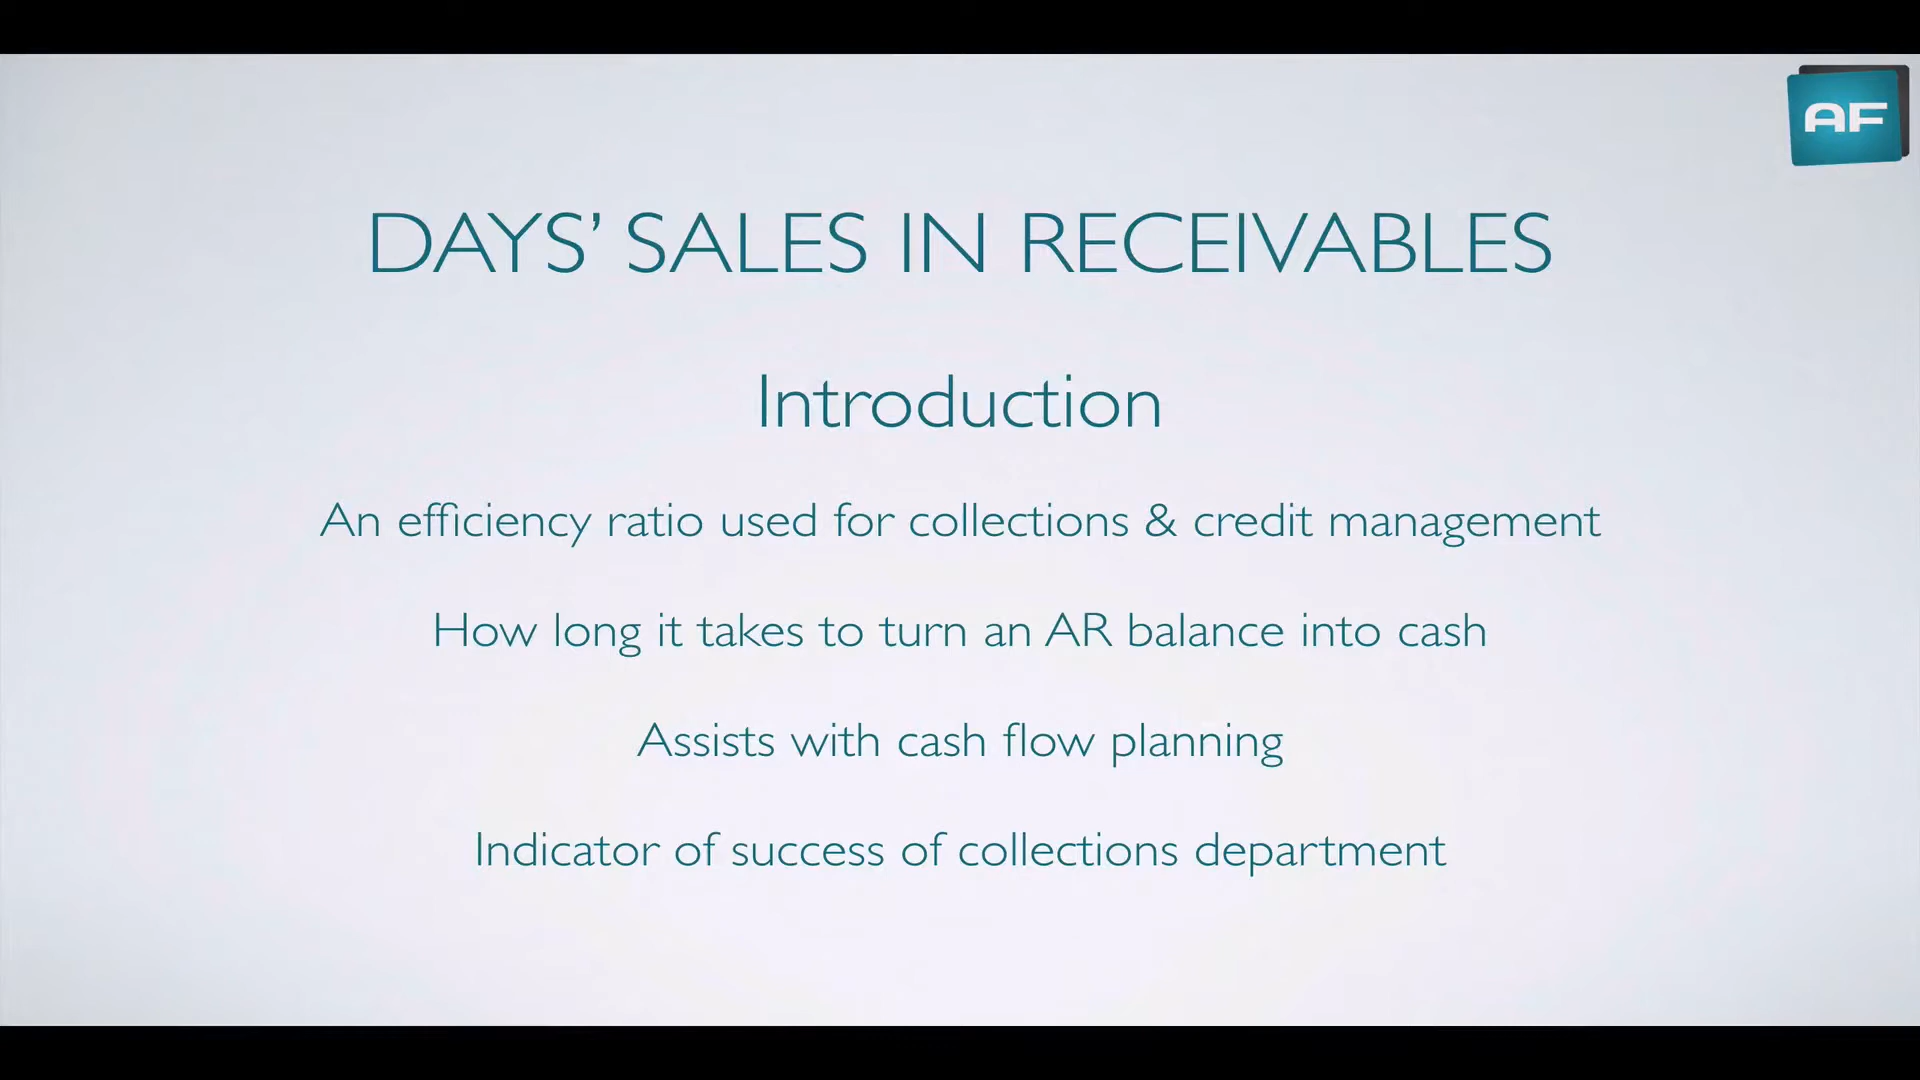 AF
DAYS’ SALES IN RECEIVABLES
Introduction
An efficiency ratio used for collections & credit management
How long it takes to turn an AR balance into cash
Assists with cash flow planning
Indicator of success of collections department